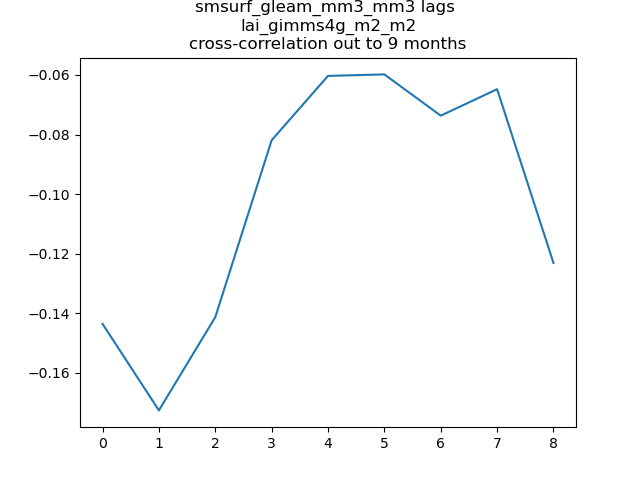 smsurf_gleam_mm3_mm3 lags
lai_gimms4g_m2_m2
cross-correlation out to 9 months
−0.06
−0.08
−0.10
−0.12
−0.14
−0.16
0 1 2 3 4 5 6 7 8